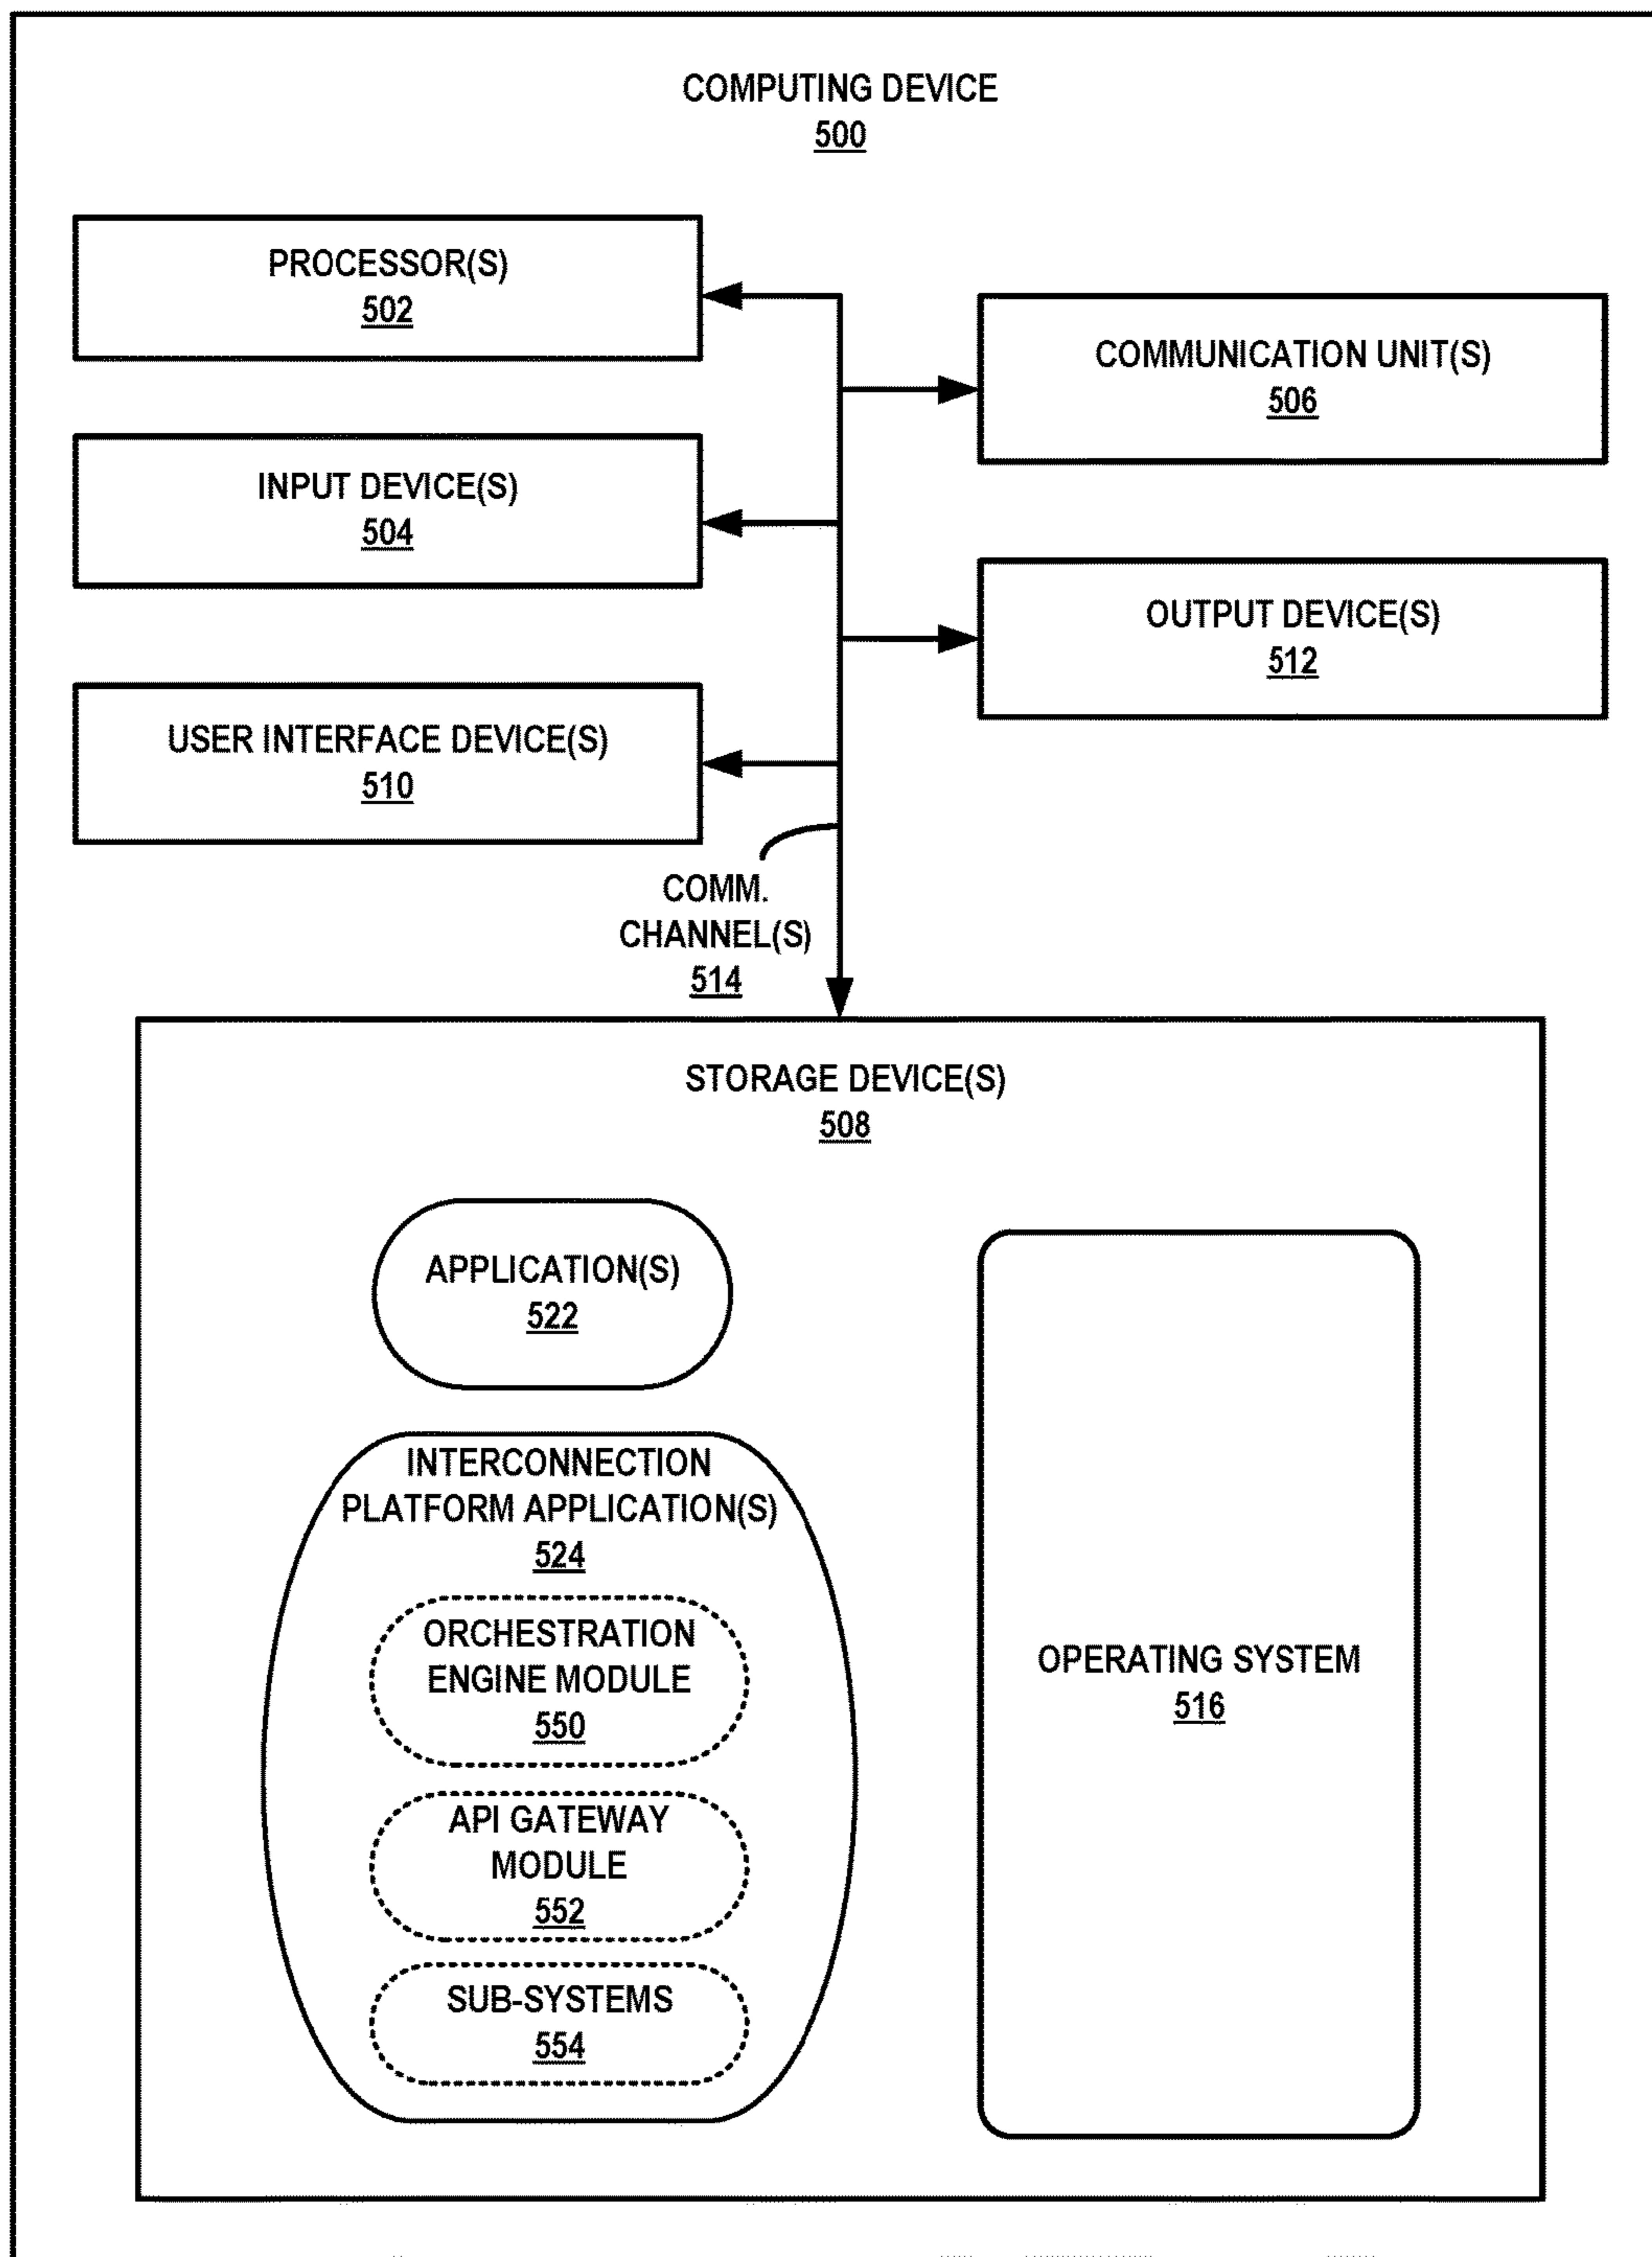 COMPUTING DEVICE
500
PROCESSOR(S)
502
COMMUNICATION UNIT(S)
506
INPUT DEVICE(S)
504
OUTPUT DEVICE(S)
512
USER INTERFACE DEVICE(S)
510
COMM.
CHANNEL(S)
514
STORAGE DEVICE(S)
508
APPLICATION(S)
522
INTERCONNECTION
PLATFORM APPLICATION(S)
524
ORCHESTRATION
ENGINE MODULE
550
API GATEWAY
MODULE
552
SUB-SYSTEMS
554
OPERATING SYSTEM
516